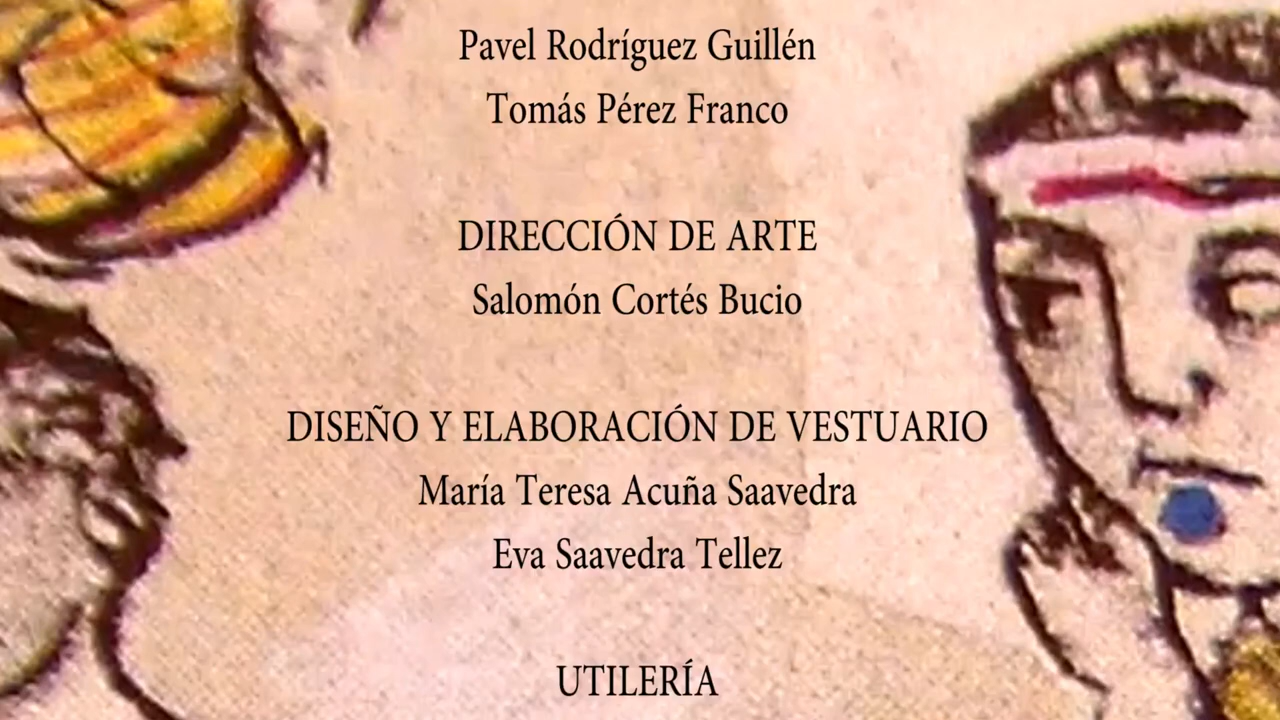 Pavel Rodríguez Guillén
Tomás Pérez Franco
DIRECCIÓN DE ARTE
Salomón Cortés Bucio
DISEÑO Y ELABORACIÓN DE VESTUARIO
María Teresa Acuña Saavedra
Eva Saavedra Tellez
UTILERÍA